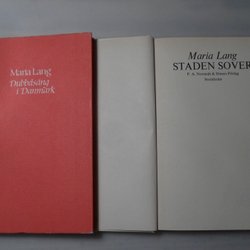 Maria Lang
Dubbelsäng
i Danmark
Maria Lang
STADEN SOVER
P. A. Norstedt & Söners Förlag
Stockholm